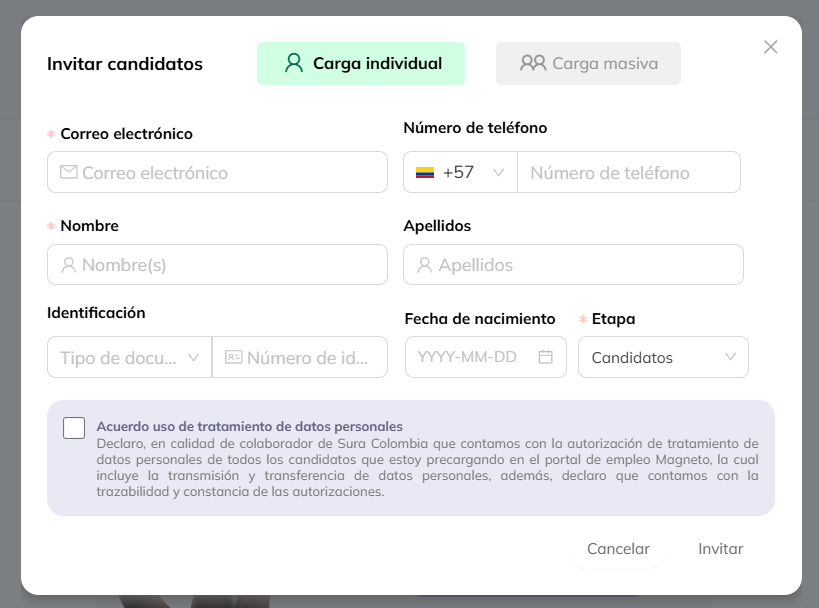 Invitar candidatos
Carga individual
Carga masiva
* Correo electrónico
Número de teléfono
Correo electrónico
+57
Número de teléfono
* Nombre
Apellidos
Nombre(s)
Apellidos
Identificación
Fecha de nacimiento
* Etapa
Tipo de docu...
Número de id...
YYYY-MM-DD
Candidatos
Acuerdo uso de tratamiento de datos personales
Declaro, en calidad de colaborador de Sura Colombia que contamos con la autorización de tratamiento de
datos personales de todos los candidatos que estoy precargando en el portal de empleo Magneto, la cual
incluye la transmisión y transferencia de datos personales, además, declaro que contamos con la
trazabilidad y constancia de las autorizaciones.
Cancelar
Invitar